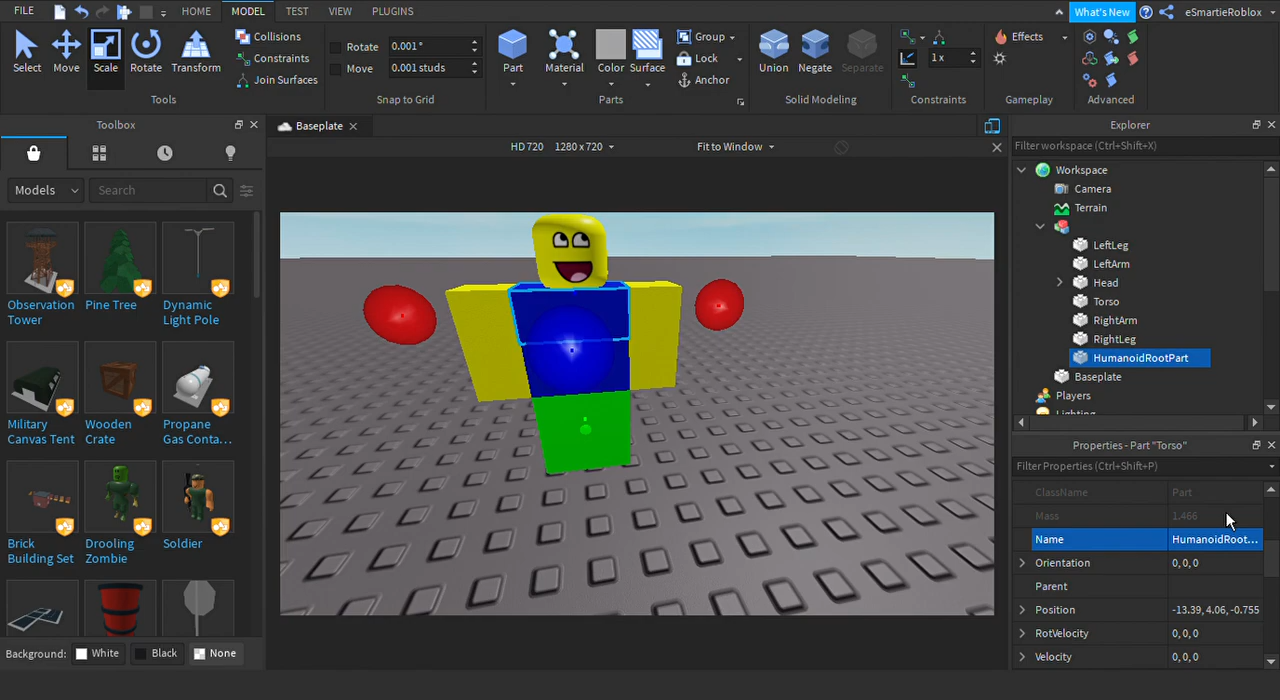 FILE HOME MODEL TEST VIEW PLUGINS What's New eSmartieRoblox
Select Move Scale Rotate Transform
Collisions
Constraints
Join Surfaces
Tools
Rotate 0.001 °
Move 0.001 studs
Snap to Grid
Part Material Color Surface
Group
Lock
Anchor
Parts
Union Negate Separate
Solid Modeling
1 x
Constraints
Effects
Gameplay
Advanced
Toolbox
Models Search
Observation Tower
Pine Tree
Dynamic Light Pole
Military Canvas Tent
Wooden Crate
Propane Gas Conta...
Brick Building Set
Drooling Zombie
Soldier
Background: White Black None
Baseplate
HD720 1280 x 720 Fit to Window
Explorer
Filter workspace (Ctrl+Shift+X)
Workspace
Camera
Terrain
LeftLeg
LeftArm
Head
Torso
RightArm
RightLeg
HumanoidRootPart
Baseplate
Players
Lighting
Properties - Part "Torso"
Filter Properties (Ctrl+Shift+P)
ClassName Part
Mass 1.466
Name HumanoidRoot...
Orientation 0, 0, 0
Parent
Position -13.39, 4.06, -0.755
RotVelocity 0, 0, 0
Velocity 0, 0, 0